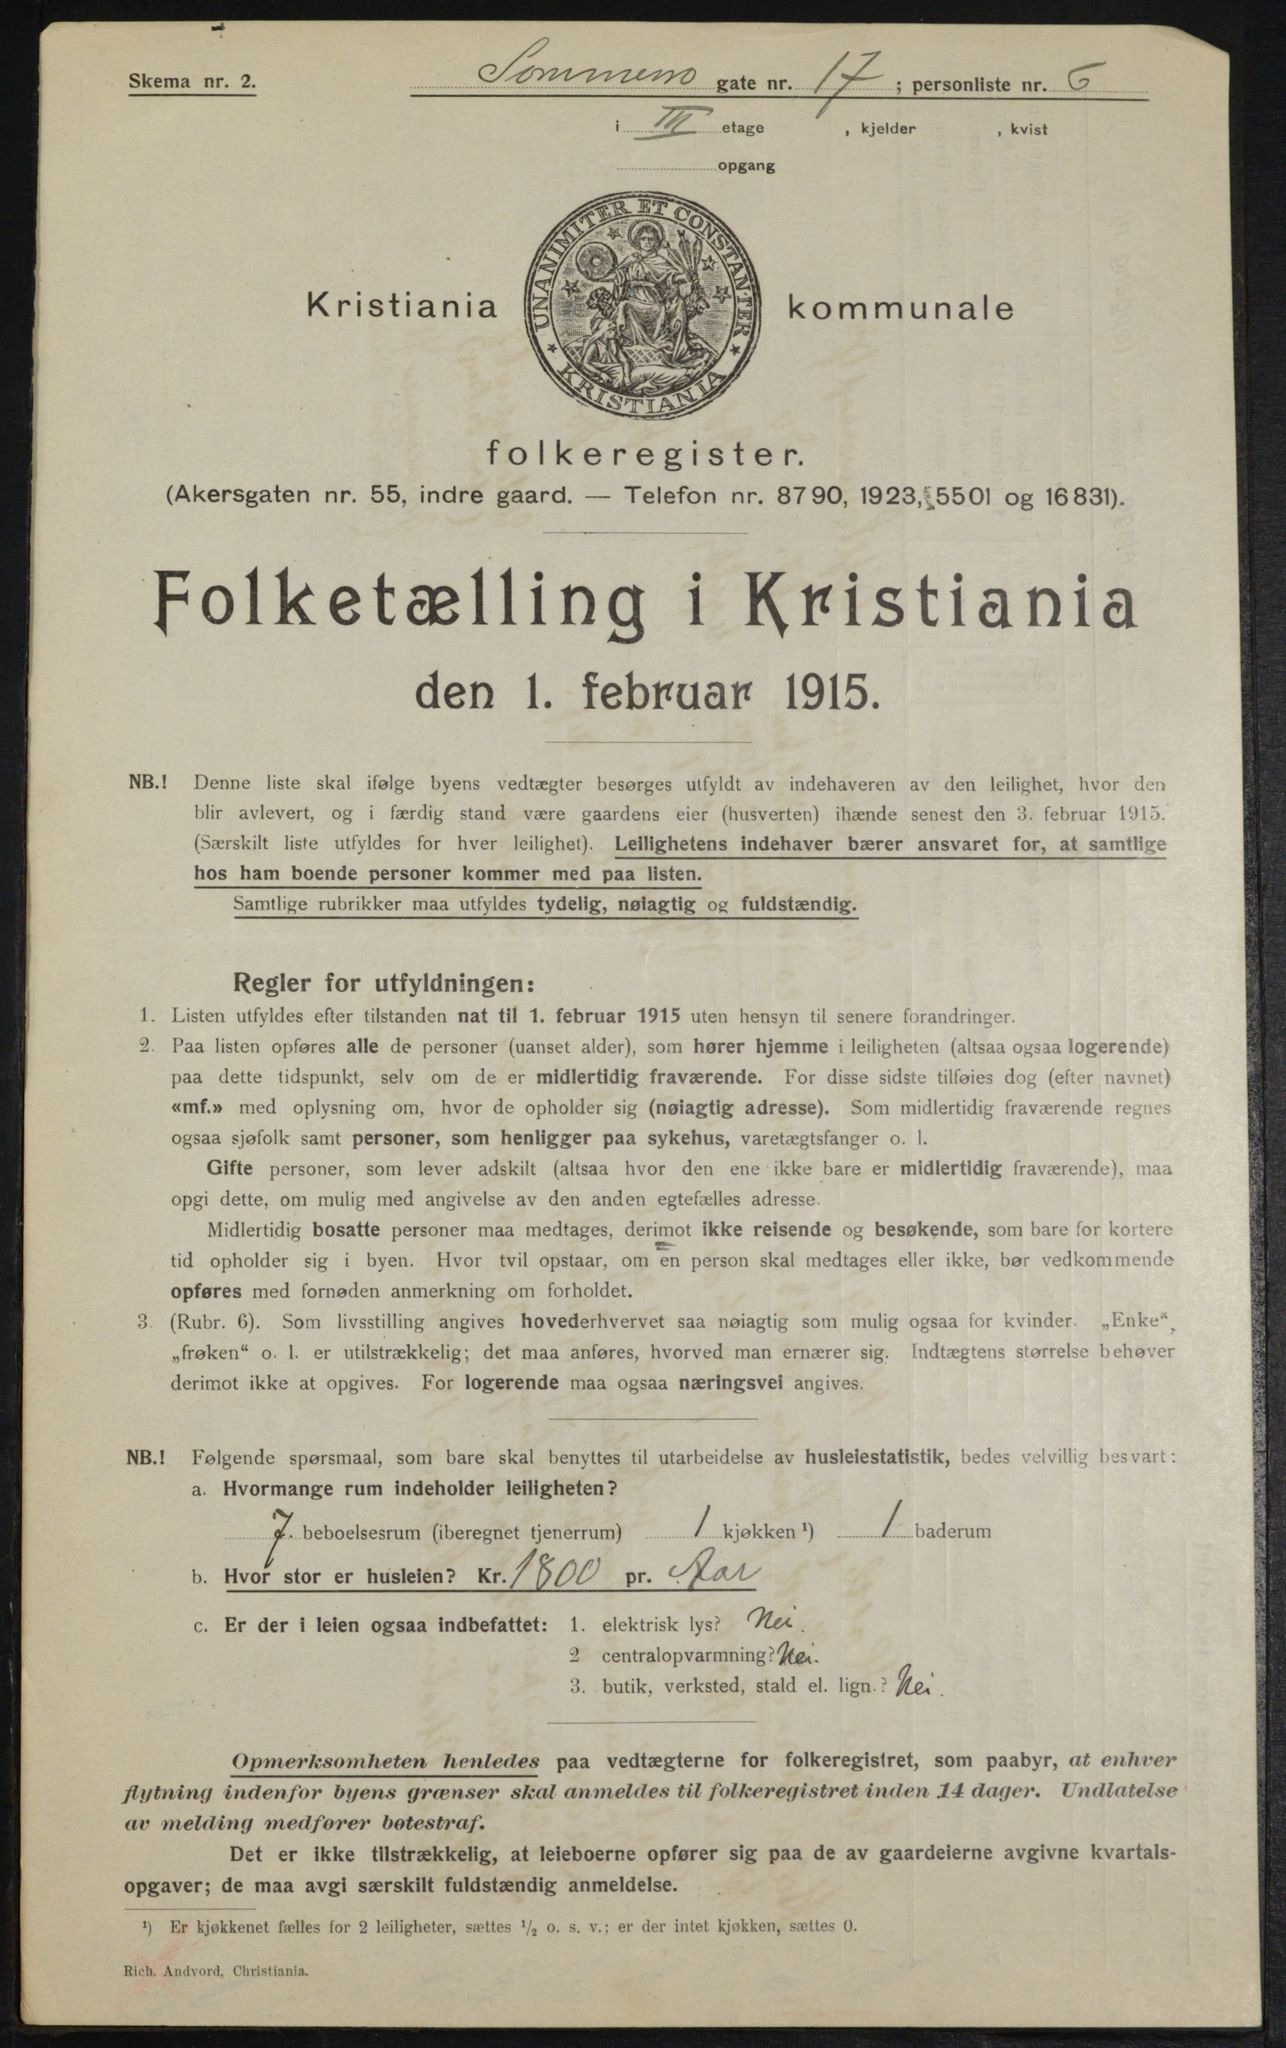 Skema nr. 2.
Sommerro gate nr. 17 ; personliste nr. 6
i III etage , kjelder , kvist
opgang
UNANIMITER ET CONSTANTER
KRISTIANIA
Kristiania kommunale
folkeregister.
(Akersgaten nr. 55, indre gaard. — Telefon nr. 8790, 1923, 5501 og 16831).
Folketælling i Kristiania
den 1. februar 1915.
NB.! Denne liste skal ifølge byens vedtægter besørges utfyldt av indehaveren av den leilighet, hvor den
blir avlevert, og i færdig stand være gaardens eier (husverten) ihænde senest den 3. februar 1915.
(Særskilt liste utfyldes for hver leilighet). Leilighetens indehaver bærer ansvaret for, at samtlige
hos ham boende personer kommer med paa listen.
Samtlige rubrikker maa utfyldes tydelig, nøiagtig og fuldstændig.
Regler for utfyldningen:
1. Listen utfyldes efter tilstanden nat til 1. februar 1915 uten hensyn til senere forandringer.
2. Paa listen opføres alle de personer (uanset alder), som hører hjemme i leiligheten (altsaa ogsaa logerende)
paa dette tidspunkt, selv om de er midlertidig fraværende. For disse sidste tilføies dog (efter navnet)
«mf.» med oplysning om, hvor de opholder sig (nøiagtig adresse). Som midlertidig fraværende regnes
ogsaa sjøfolk samt personer, som henligger paa sykehus, varetægtsfanger o. l.
Gifte personer, som lever adskilt (altsaa hvor den ene ikke bare er midlertidig fraværende), maa
opgi dette, om mulig med angivelse av den anden egtefælles adresse.
Midlertidig bosatte personer maa medtages, derimot ikke reisende og besøkende, som bare for kortere
tid opholder sig i byen. Hvor tvil opstaar, om en person skal medtages eller ikke, bør vedkommende
opføres med fornøden anmerkning om forholdet.
3. (Rubr. 6). Som livsstilling angives hovederhvervet saa nøiagtig som mulig ogsaa for kvinder. „Enke“,
„frøken“ o. l. er utilstrækkelig; det maa anføres, hvorved man ernærer sig. Indtægtens størrelse behøver
derimot ikke at opgives. For logerende maa ogsaa næringsvei angives.
NB.! Følgende spørsmaal, som bare skal benyttes til utarbeidelse av husleiestatistik, bedes velvillig besvart:
a. Hvormange rum indeholder leiligheten?
7 beboelsesrum (iberegnet tjenerrum) 1 kjøkken ¹) 1 baderum
b. Hvor stor er husleien? Kr. 1800 pr. Aar
c. Er der i leien ogsaa indbefattet: 1. elektrisk lys? Nei.
2 centralopvarmning? Nei.
3. butik, verksted, stald el. lign.? Nei.
Opmerksomheten henledes paa vedtægterne for folkeregistret, som paabyr, at enhver
flytning indenfor byens grænser skal anmeldes til folkeregistret inden 14 dager. Undlatelse
av melding medfører bøtestraf.
Det er ikke tilstrækkelig, at leieboerne opfører sig paa de av gaardeierne avgivne kvartals-
opgaver; de maa avgi særskilt fuldstændig anmeldelse.
¹) Er kjøkkenet fælles for 2 leiligheter, sættes ½ o. s. v.; er der intet kjøkken, sættes 0.
Rich. Andvord, Christiania.